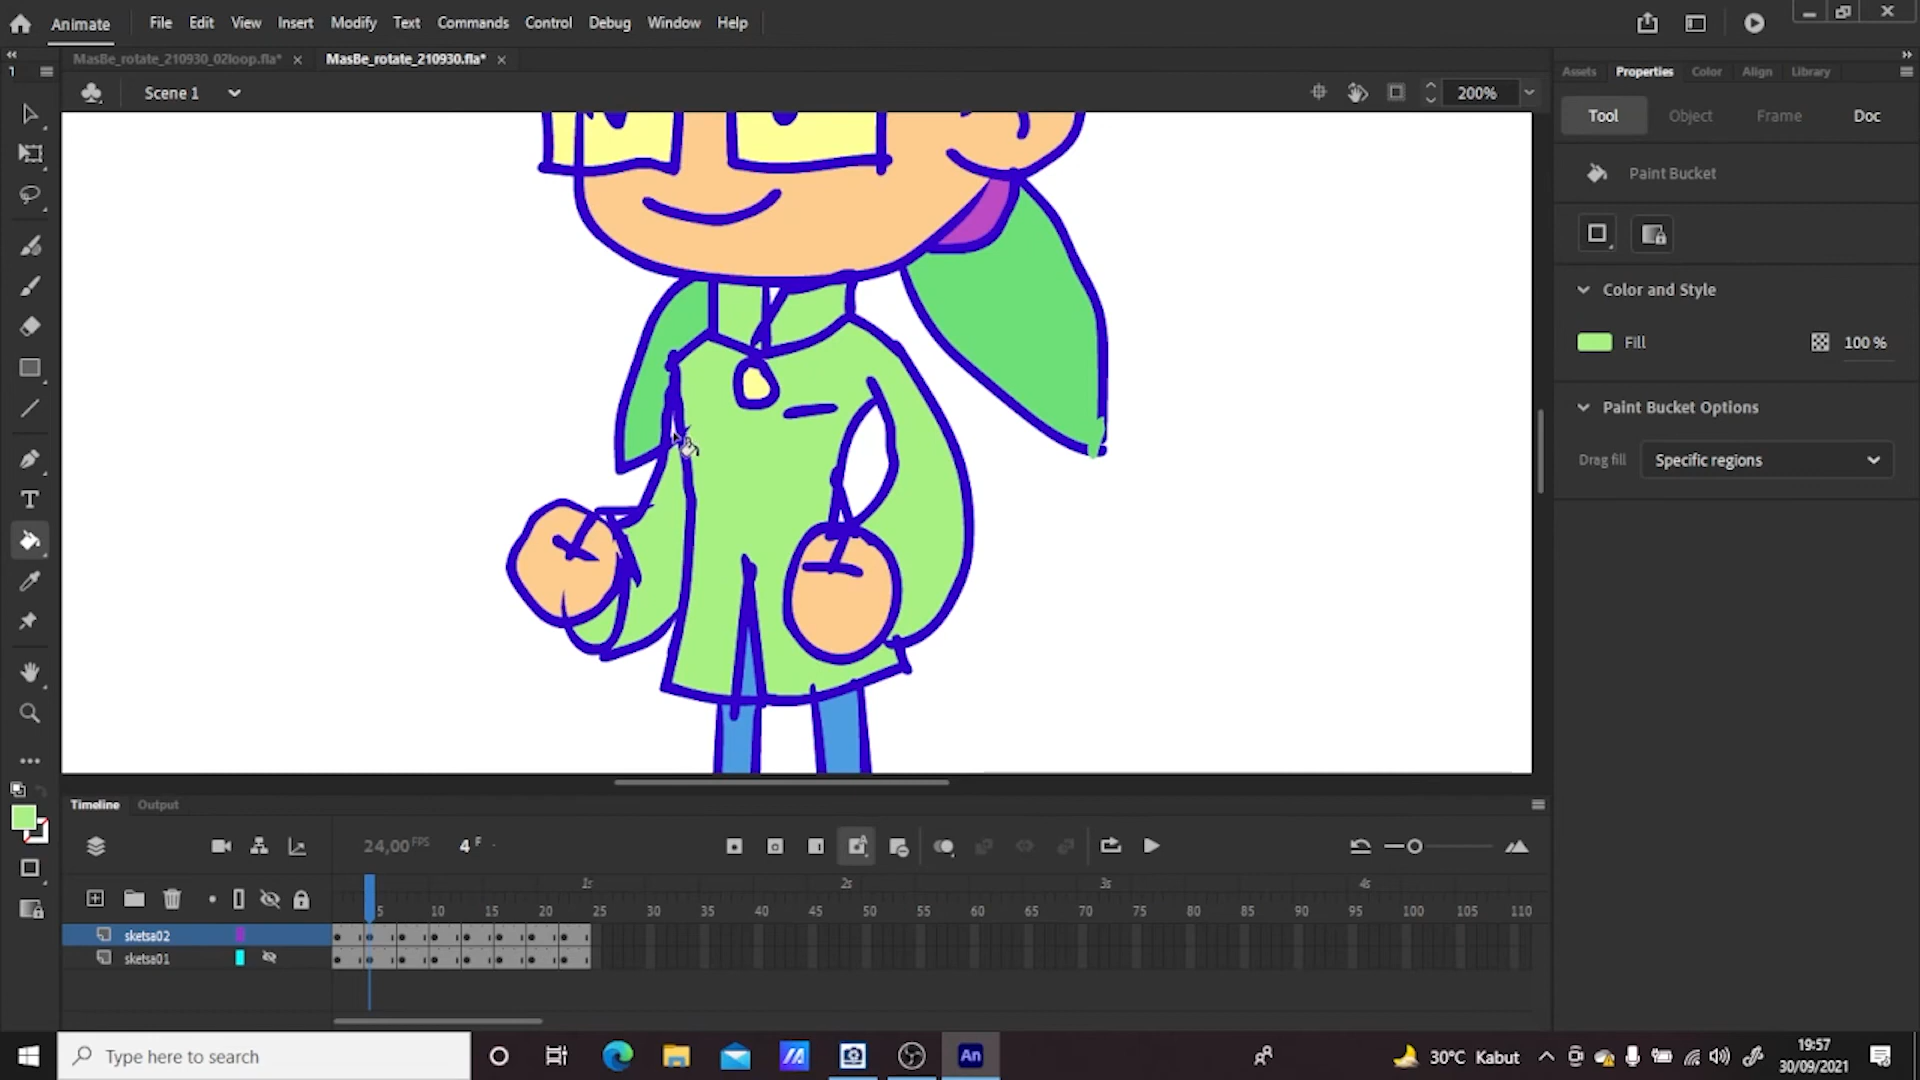 Animate File Edit View Insert Modify Text Commands Control Debug Window Help
MasBe_rotate_210930_02loop.fla* MasBe_rotate_210930.fla*
1
Assets Properties Color Align Library
Scene 1 200%
Tool Object Frame Doc
Paint Bucket
Color and Style
Fill 100 %
Paint Bucket Options
Drag fill Specific regions
Timeline Output
24,00 FPS 4 F
1s 2s 3s 4s
5 10 15 20 25 30 35 40 45 50 55 60 65 70 75 80 85 90 95 100 105 110
sketsa02
sketsa01
Type here to search
An
30°C Kabut
19:57
30/09/2021